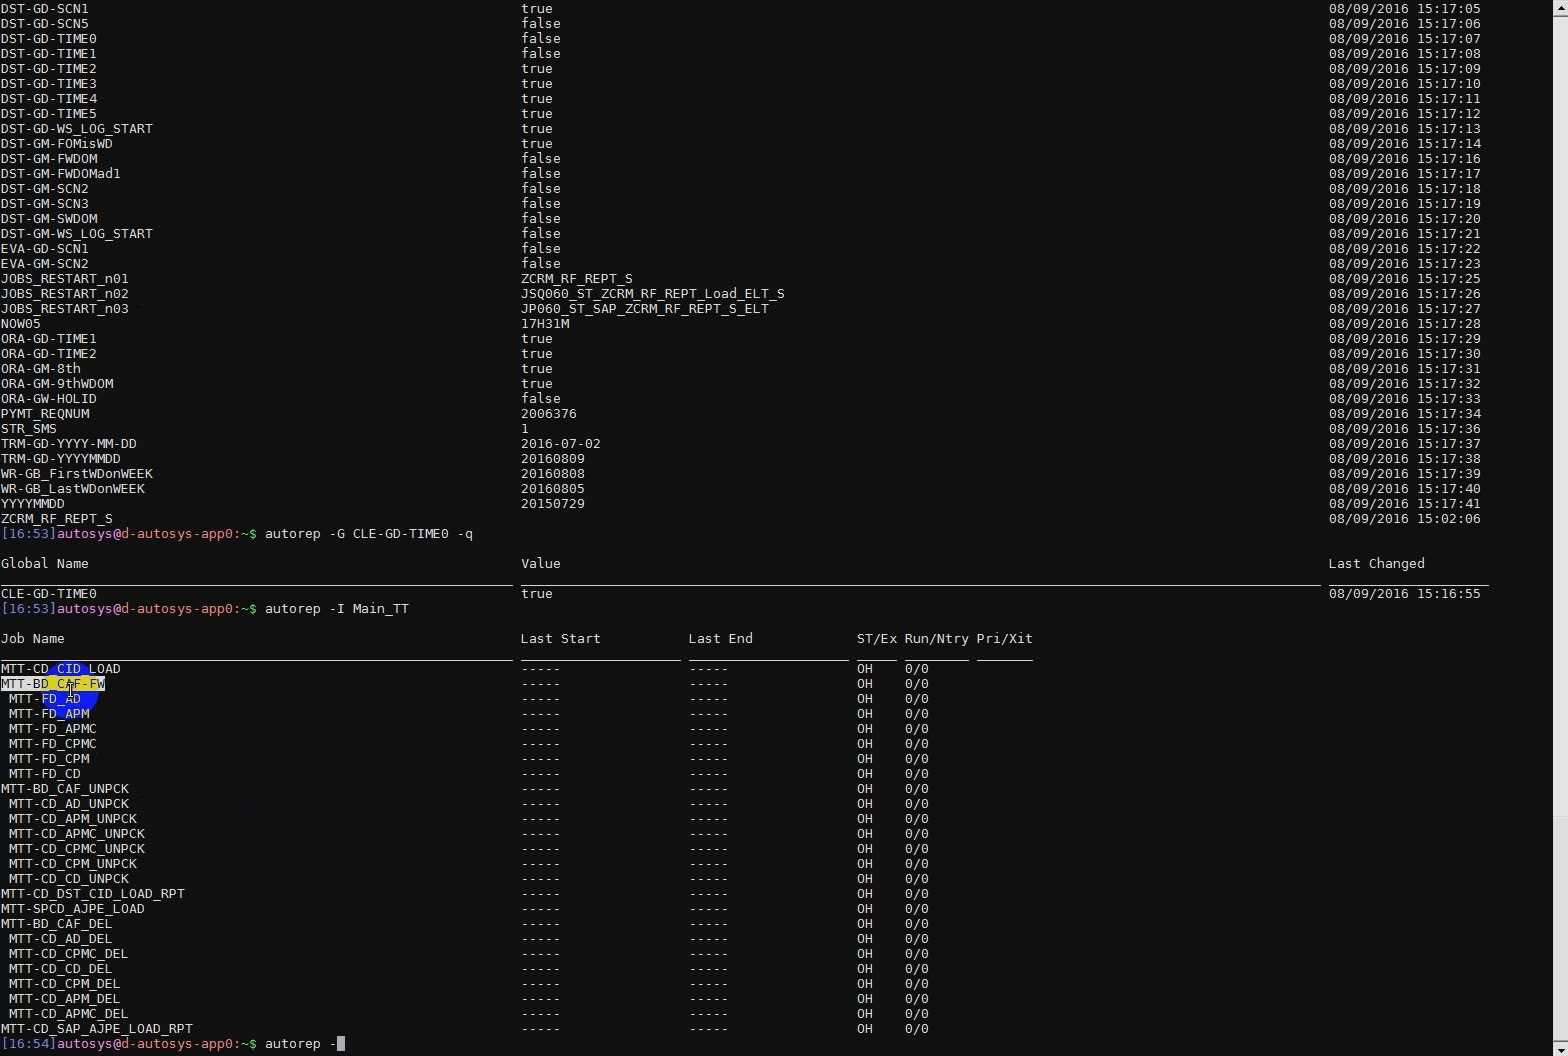 DST-GD-SCN1 true 08/09/2016 15:17:05
DST-GD-SCN5 false 08/09/2016 15:17:06
DST-GD-TIME0 false 08/09/2016 15:17:07
DST-GD-TIME1 false 08/09/2016 15:17:08
DST-GD-TIME2 true 08/09/2016 15:17:09
DST-GD-TIME3 true 08/09/2016 15:17:10
DST-GD-TIME4 true 08/09/2016 15:17:11
DST-GD-TIME5 true 08/09/2016 15:17:12
DST-GD-WS_LOG_START true 08/09/2016 15:17:13
DST-GM-FOMisWD true 08/09/2016 15:17:14
DST-GM-FWDOM false 08/09/2016 15:17:16
DST-GM-FWDOMad1 false 08/09/2016 15:17:17
DST-GM-SCN2 false 08/09/2016 15:17:18
DST-GM-SCN3 false 08/09/2016 15:17:19
DST-GM-SWDOM false 08/09/2016 15:17:20
DST-GM-WS_LOG_START false 08/09/2016 15:17:21
EVA-GD-SCN1 false 08/09/2016 15:17:22
EVA-GM-SCN2 false 08/09/2016 15:17:23
JOBS_RESTART_n01 ZCRM_RF_REPT_S 08/09/2016 15:17:25
JOBS_RESTART_n02 JSQ060_ST_ZCRM_RF_REPT_Load_ELT_S 08/09/2016 15:17:26
JOBS_RESTART_n03 JP060_ST_SAP_ZCRM_RF_REPT_S_ELT 08/09/2016 15:17:27
NOW05 17H31M 08/09/2016 15:17:28
ORA-GD-TIME1 true 08/09/2016 15:17:29
ORA-GD-TIME2 true 08/09/2016 15:17:30
ORA-GM-8th true 08/09/2016 15:17:31
ORA-GM-9thWDOM true 08/09/2016 15:17:32
ORA-GW-HOLID false 08/09/2016 15:17:33
PYMT_REQNUM 2006376 08/09/2016 15:17:34
STR_SMS 1 08/09/2016 15:17:36
TRM-GD-YYYY-MM-DD 2016-07-02 08/09/2016 15:17:37
TRM-GD-YYYYMMDD 20160809 08/09/2016 15:17:38
WR-GB_FirstWDonWEEK 20160808 08/09/2016 15:17:39
WR-GB_LastWDonWEEK 20160805 08/09/2016 15:17:40
YYYYMMDD 20150729 08/09/2016 15:17:41
ZCRM_RF_REPT_S 08/09/2016 15:02:06
[16:53]autosys@d-autosys-app0:~$ autorep -G CLE-GD-TIME0 -q
Global Name Value Last Changed
CLE-GD-TIME0 true 08/09/2016 15:16:55
[16:53]autosys@d-autosys-app0:~$ autorep -I Main_TT
Job Name Last Start Last End ST/Ex Run/Ntry Pri/Xit
MTT-CD_CID_LOAD ----- ----- OH 0/0
MTT-BD_CAF-FW ----- ----- OH 0/0
MTT-FD_AD ----- ----- OH 0/0
MTT-FD_APM ----- ----- OH 0/0
MTT-FD_APMC ----- ----- OH 0/0
MTT-FD_CPMC ----- ----- OH 0/0
MTT-FD_CPM ----- ----- OH 0/0
MTT-FD_CD ----- ----- OH 0/0
MTT-BD_CAF_UNPCK ----- ----- OH 0/0
MTT-CD_AD_UNPCK ----- ----- OH 0/0
MTT-CD_APM_UNPCK ----- ----- OH 0/0
MTT-CD_APMC_UNPCK ----- ----- OH 0/0
MTT-CD_CPMC_UNPCK ----- ----- OH 0/0
MTT-CD_CPM_UNPCK ----- ----- OH 0/0
MTT-CD_CD_UNPCK ----- ----- OH 0/0
MTT-CD_DST_CID_LOAD_RPT ----- ----- OH 0/0
MTT-SPCD_AJPE_LOAD ----- ----- OH 0/0
MTT-BD_CAF_DEL ----- ----- OH 0/0
MTT-CD_AD_DEL ----- ----- OH 0/0
MTT-CD_CPMC_DEL ----- ----- OH 0/0
MTT-CD_CD_DEL ----- ----- OH 0/0
MTT-CD_CPM_DEL ----- ----- OH 0/0
MTT-CD_APM_DEL ----- ----- OH 0/0
MTT-CD_APMC_DEL ----- ----- OH 0/0
MTT-CD_SAP_AJPE_LOAD_RPT ----- ----- OH 0/0
[16:54]autosys@d-autosys-app0:~$ autorep -